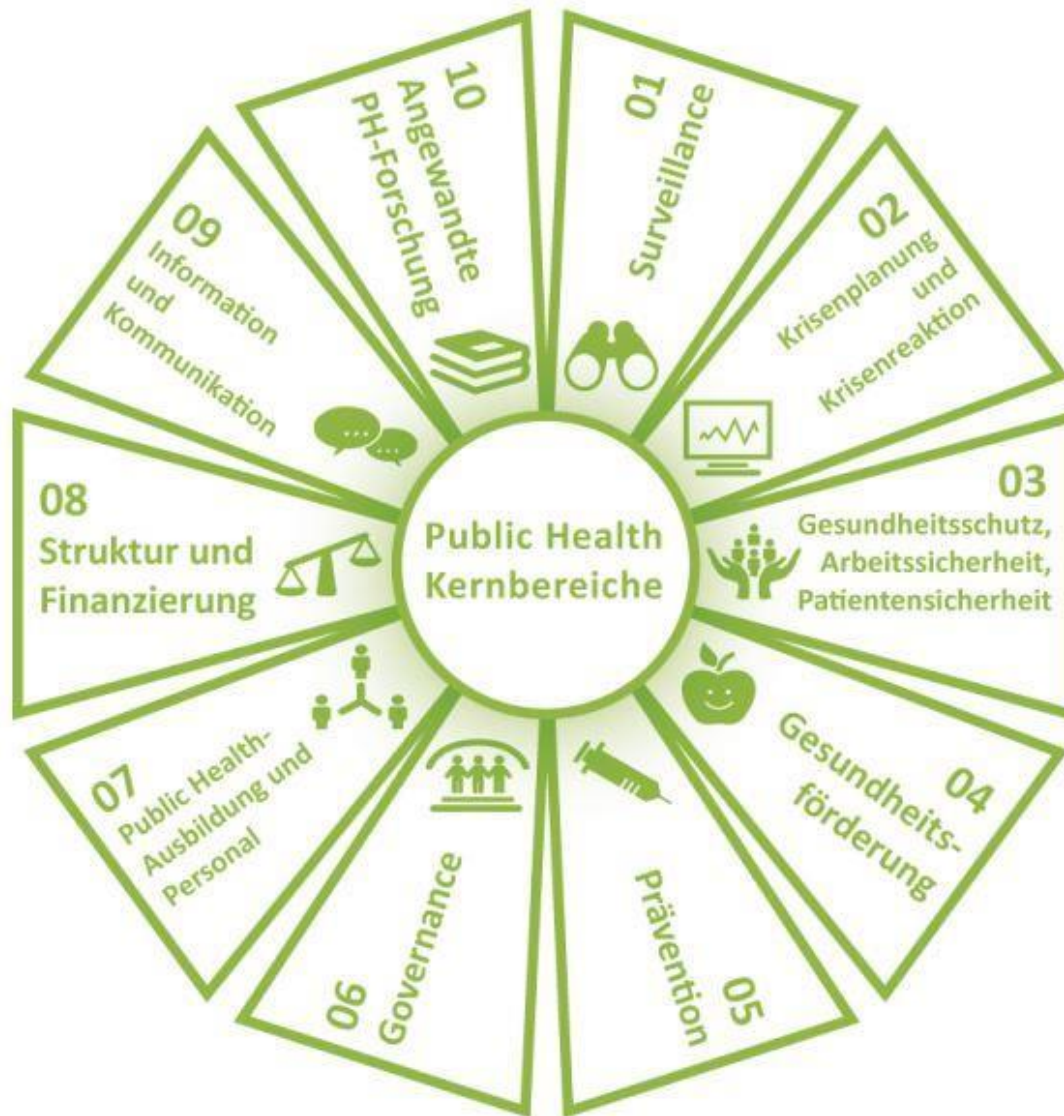 Public Health
Kernbereiche
01
Surveillance
02
Krisenplanung
und
Krisenreaktion
03
Gesundheitsschutz,
Arbeitssicherheit,
Patientensicherheit
04
Gesundheits-
förderung
05
Prävention
06
Governance
07
Public Health-
Ausbildung und
Personal
08
Struktur und
Finanzierung
09
Information
und
Kommunikation
10
Angewandte
PH-Forschung